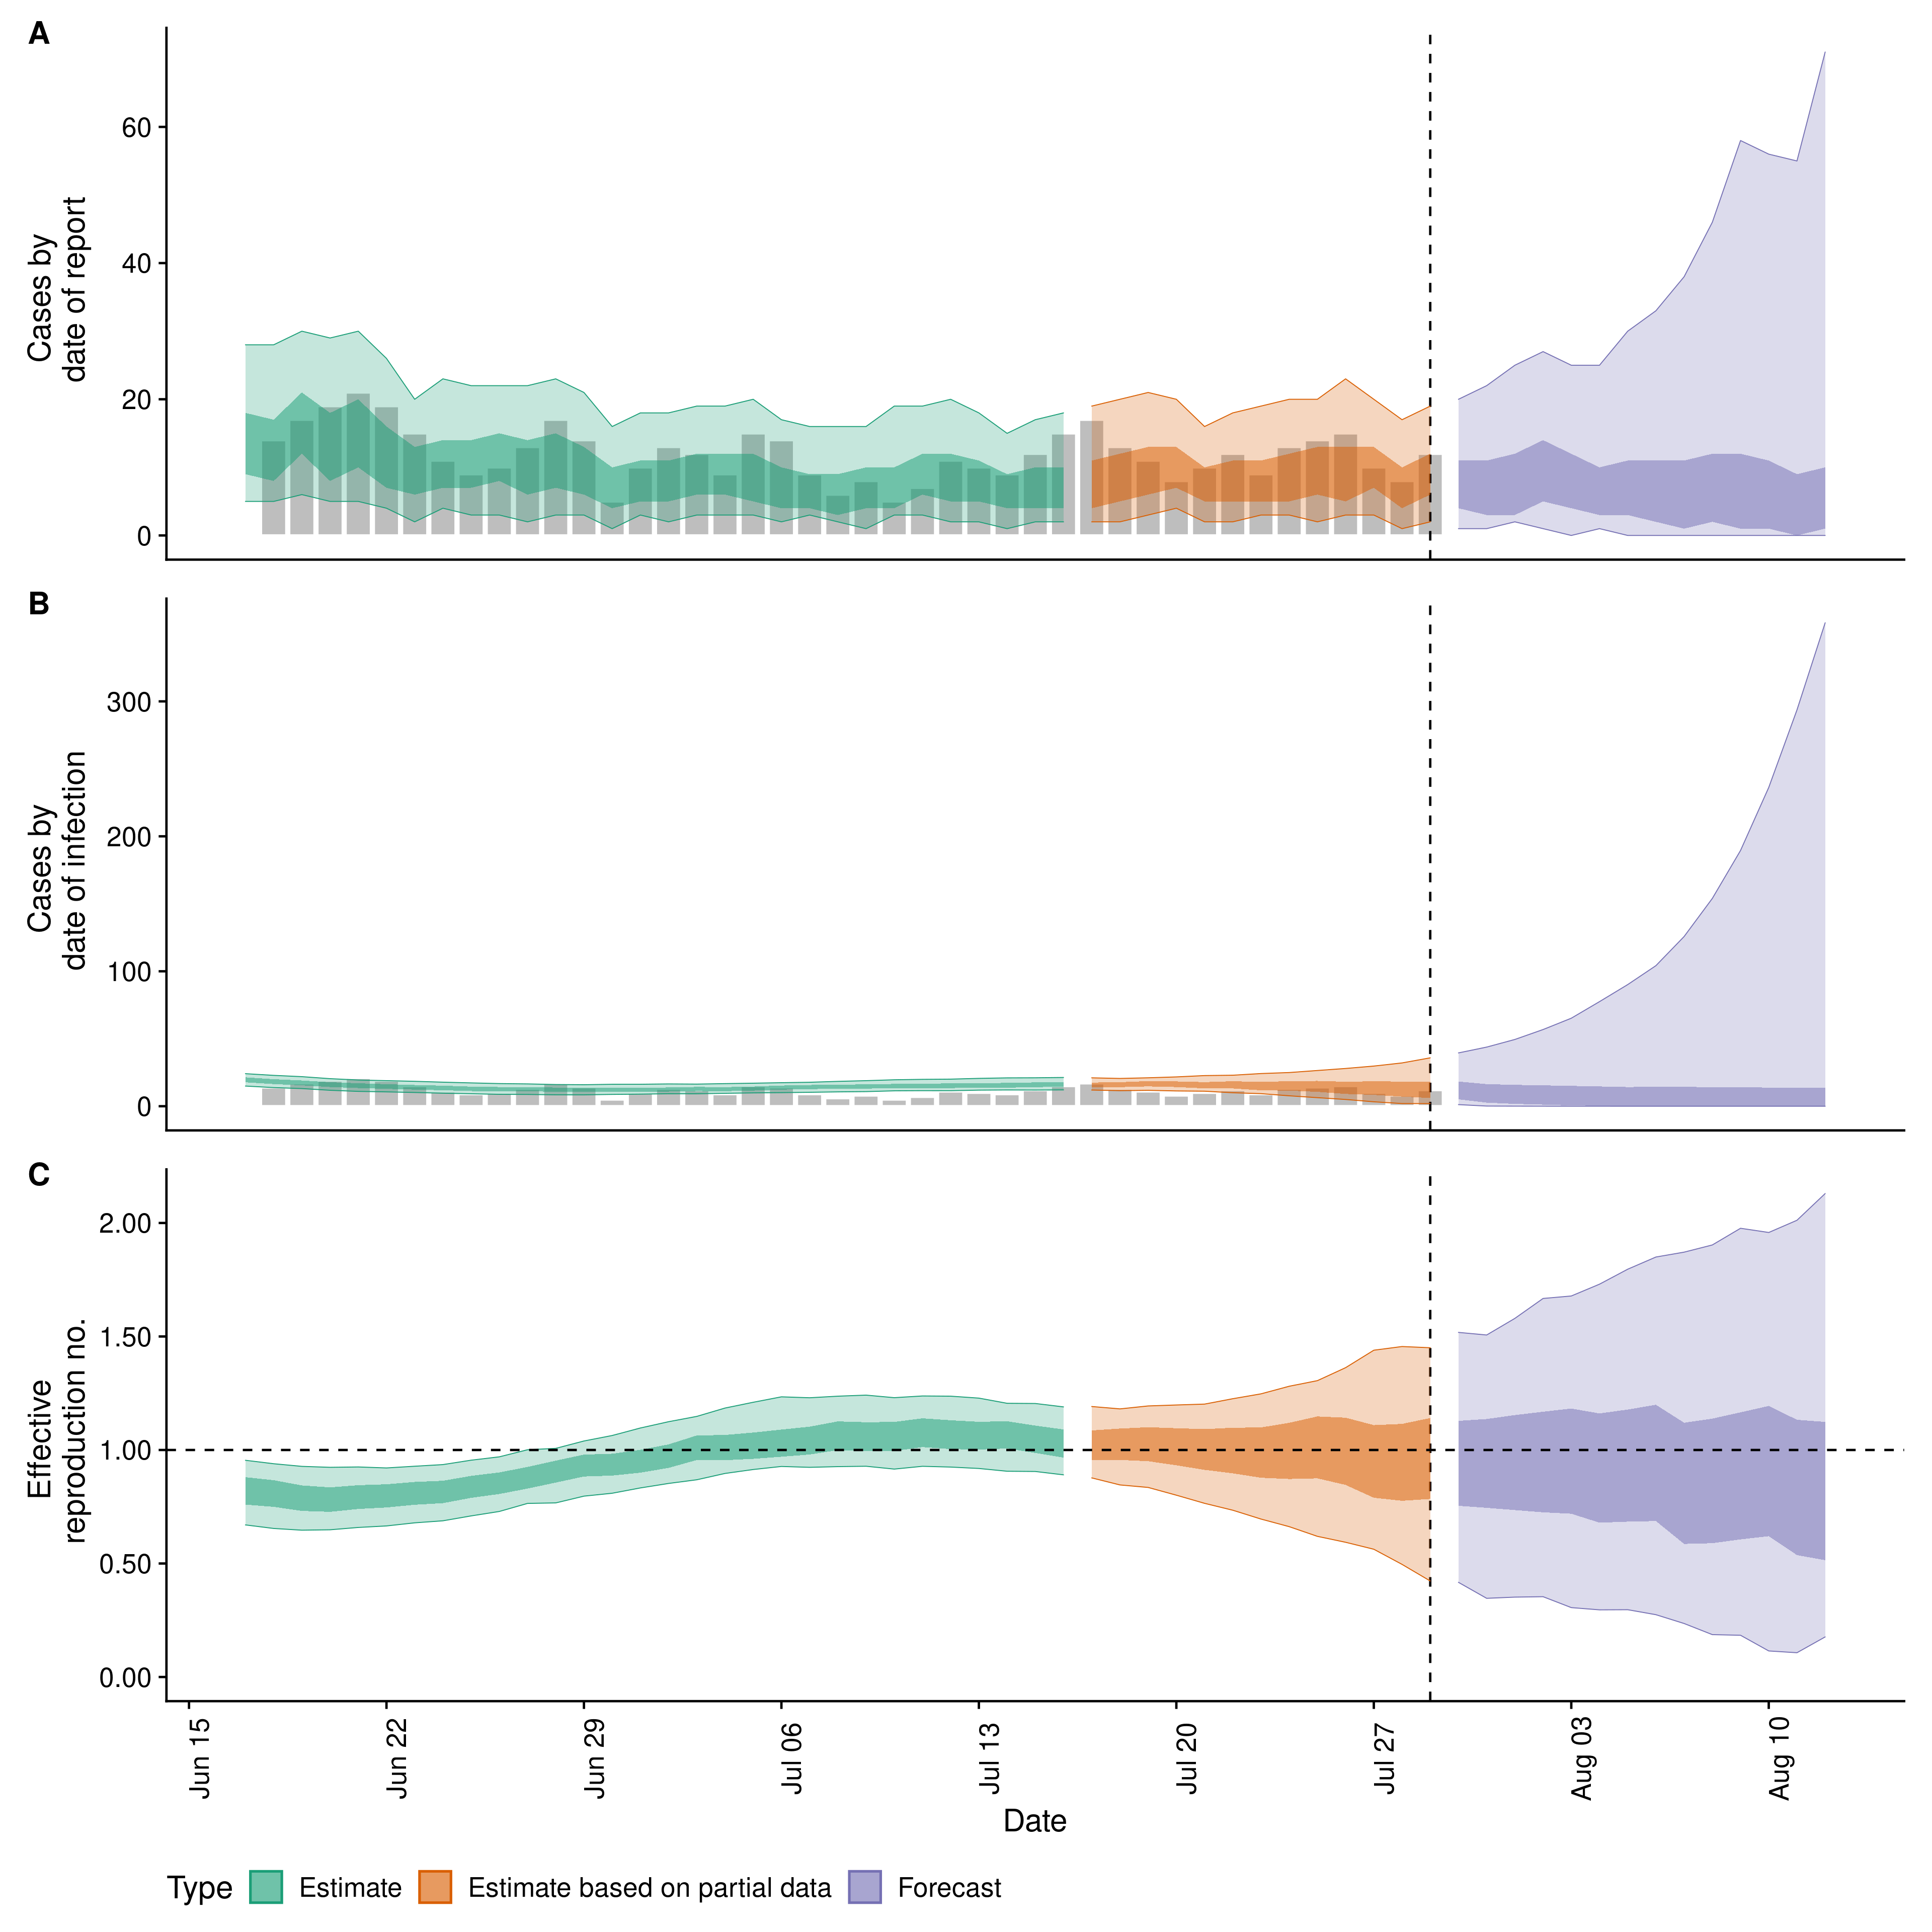 A
60
40
20
0
Cases by
date of report
B
300
200
100
0
Cases by
date of infection
C
2.00
1.50
1.00
0.50
0.00
Effective
reproduction no.
Jun 15
Jun 22
Jun 29
Jul 06
Jul 13
Jul 20
Jul 27
Aug 03
Aug 10
Date
Type Estimate Estimate based on partial data Forecast